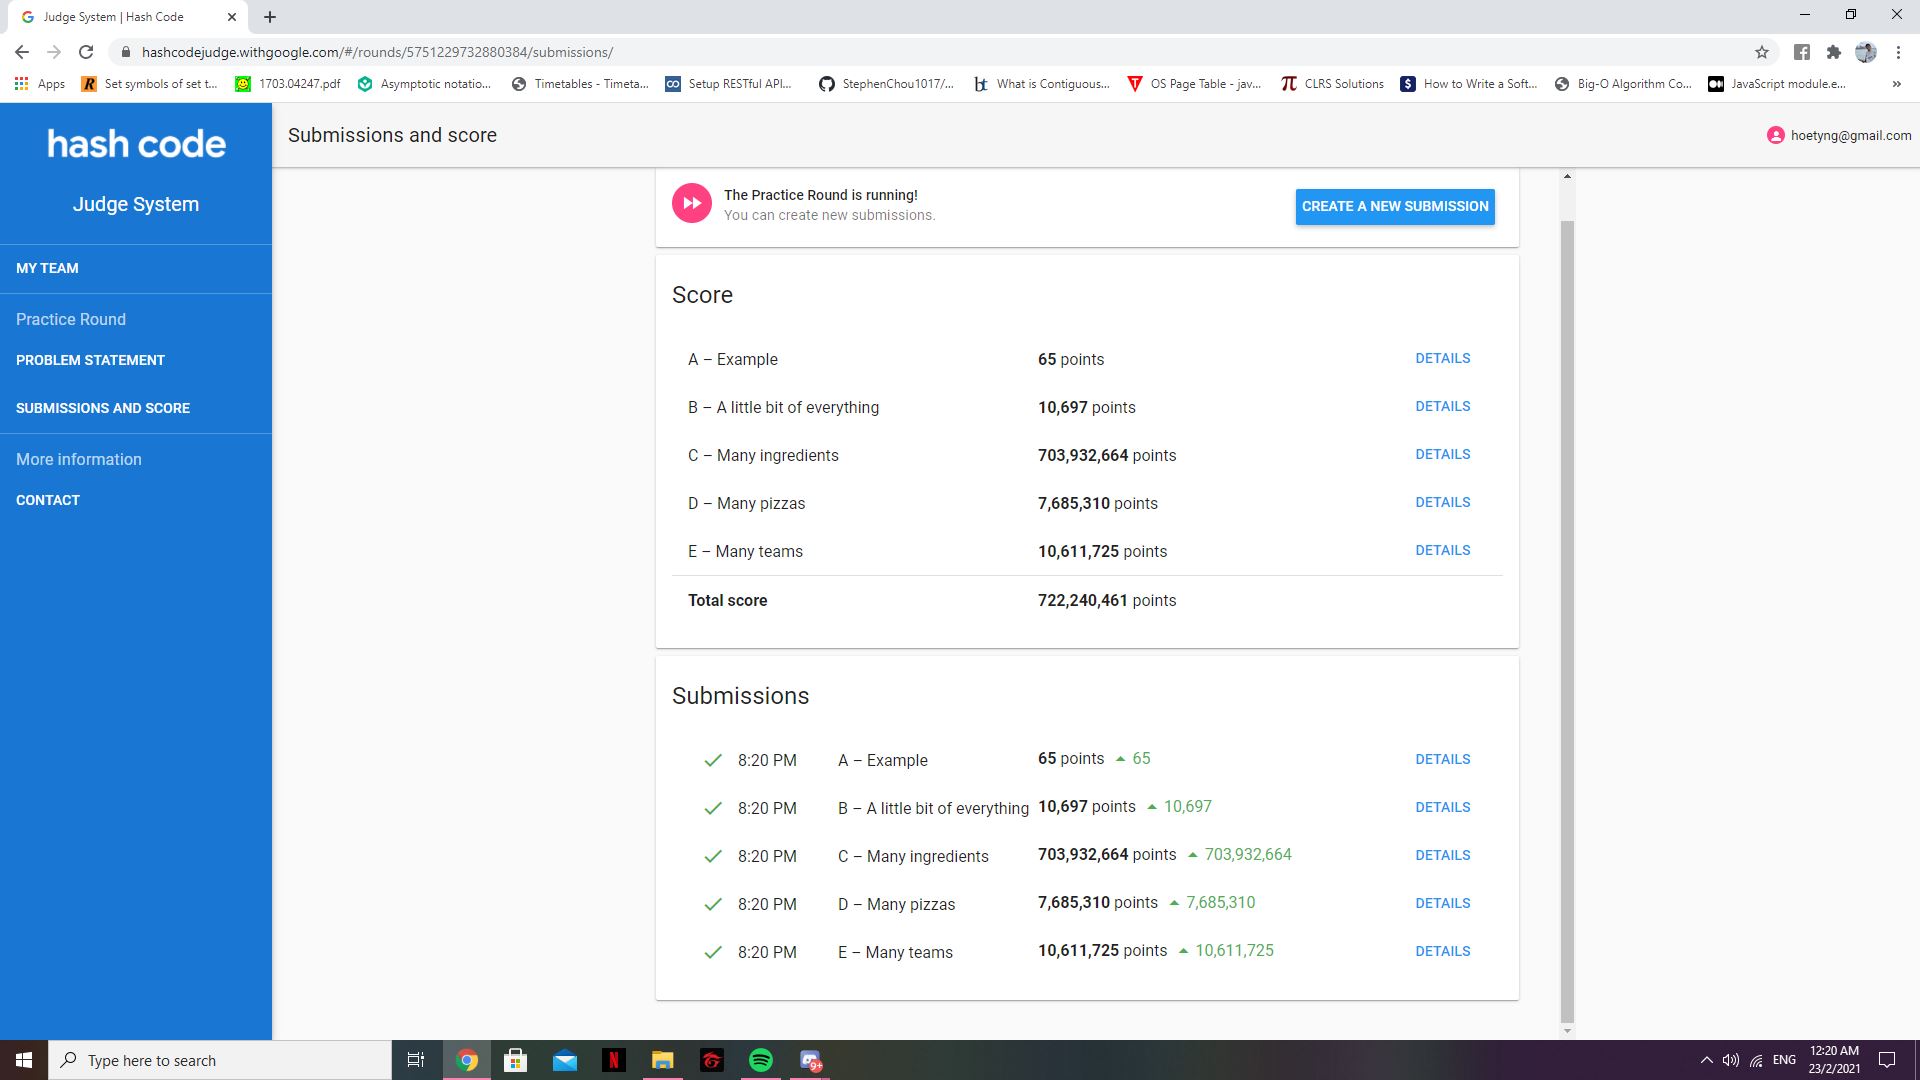 Judge System | Hash Code
hashcodejudge.withgoogle.com/#/rounds/5751229732880384/submissions/
Apps Set symbols of set t... 1703.04247.pdf Asymptotic notatio... Timetables - Timeta... Setup RESTful API... StephenChou1017/... What is Contiguous... OS Page Table - jav... CLRS Solutions How to Write a Soft... Big-O Algorithm Co... JavaScript module.e... »
hash code
Judge System
MY TEAM
Practice Round
PROBLEM STATEMENT
SUBMISSIONS AND SCORE
More information
CONTACT
Submissions and score
hoetyng@gmail.com
The Practice Round is running!
You can create new submissions.
CREATE A NEW SUBMISSION
Score
A – Example 65 points DETAILS
B – A little bit of everything 10,697 points DETAILS
C – Many ingredients 703,932,664 points DETAILS
D – Many pizzas 7,685,310 points DETAILS
E – Many teams 10,611,725 points DETAILS
Total score 722,240,461 points
Submissions
8:20 PM A – Example 65 points 65 DETAILS
8:20 PM B – A little bit of everything 10,697 points 10,697 DETAILS
8:20 PM C – Many ingredients 703,932,664 points 703,932,664 DETAILS
8:20 PM D – Many pizzas 7,685,310 points 7,685,310 DETAILS
8:20 PM E – Many teams 10,611,725 points 10,611,725 DETAILS
Type here to search
9+
ENG
12:20 AM
23/2/2021